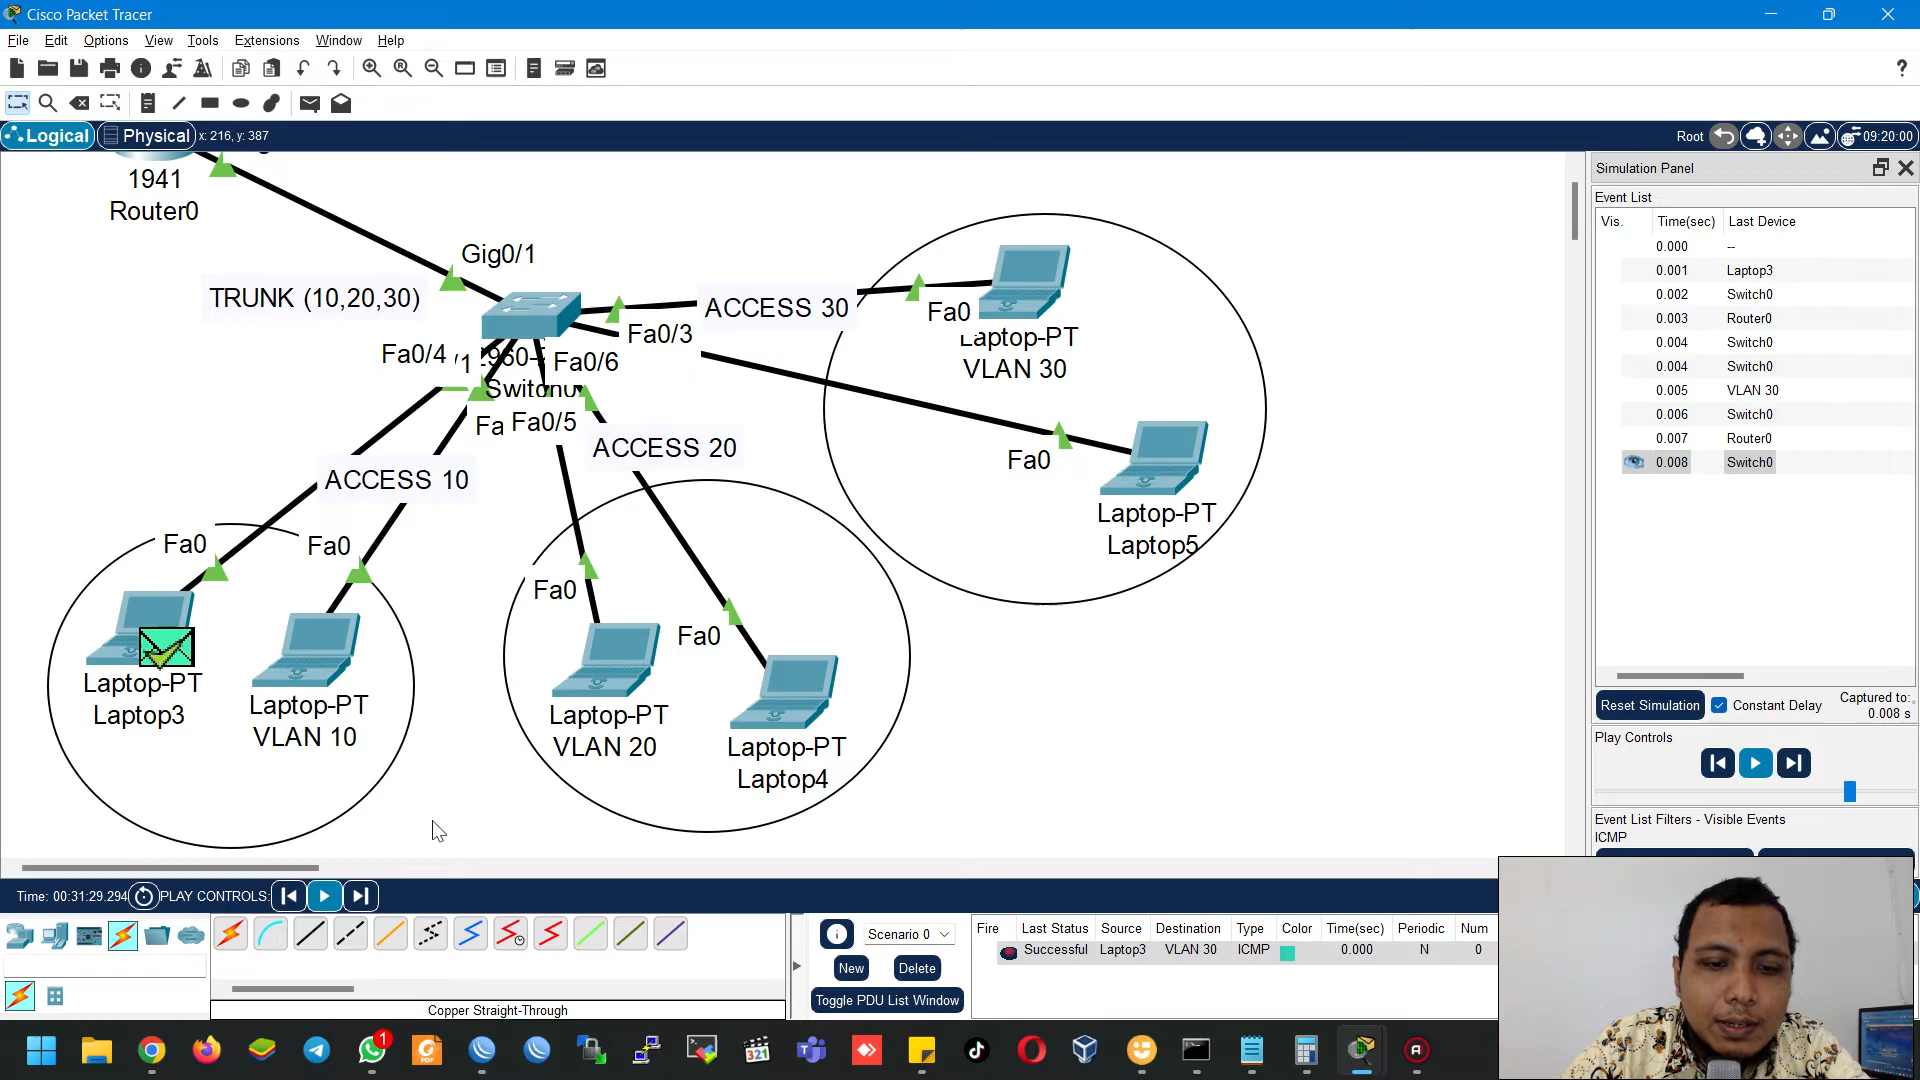 Cisco Packet Tracer
File Edit Options View Tools Extensions Window Help
Logical Physical x: 216, y: 387 Root 09:20:00
1941
Router0
Gig0/1
TRUNK (10,20,30)
ACCESS 30
Fa0/3
Fa0
Laptop-PT
VLAN 30
Fa0/4 /1 2960- Fa0/6
Fa Fa0/5
ACCESS 20
Fa0
Laptop-PT
Laptop5
ACCESS 10
Fa0 Fa0
Laptop-PT
Laptop3
Laptop-PT
VLAN 10
Fa0
Laptop-PT
VLAN 20
Fa0
Laptop-PT
Laptop4
Simulation Panel
Event List
Vis. Time(sec) Last Device
0.000 --
0.001 Laptop3
0.002 Switch0
0.003 Router0
0.004 Switch0
0.004 Switch0
0.005 VLAN 30
0.006 Switch0
0.007 Router0
0.008 Switch0
Reset Simulation Constant Delay Captured to:
0.008 s
Play Controls
Event List Filters - Visible Events
ICMP
Time: 00:31:29.294 PLAY CONTROLS:
Copper Straight-Through
Scenario 0
New Delete
Toggle PDU List Window
Fire Last Status Source Destination Type Color Time(sec) Periodic Num
Successful Laptop3 VLAN 30 ICMP 0.000 N 0
1
PDF
321